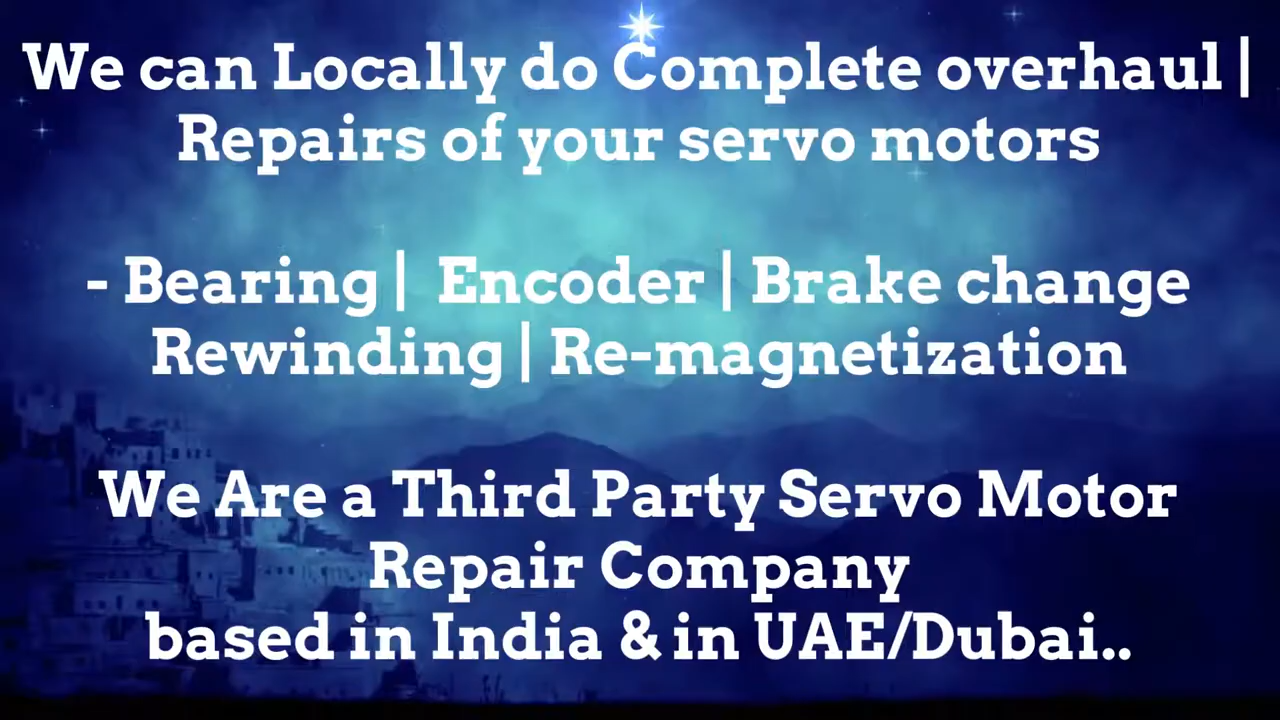 We can Locally do Complete overhaul |
Repairs of your servo motors
- Bearing | Encoder | Brake change
Rewinding | Re-magnetization
We Are a Third Party Servo Motor
Repair Company
based in India & in UAE/Dubai..